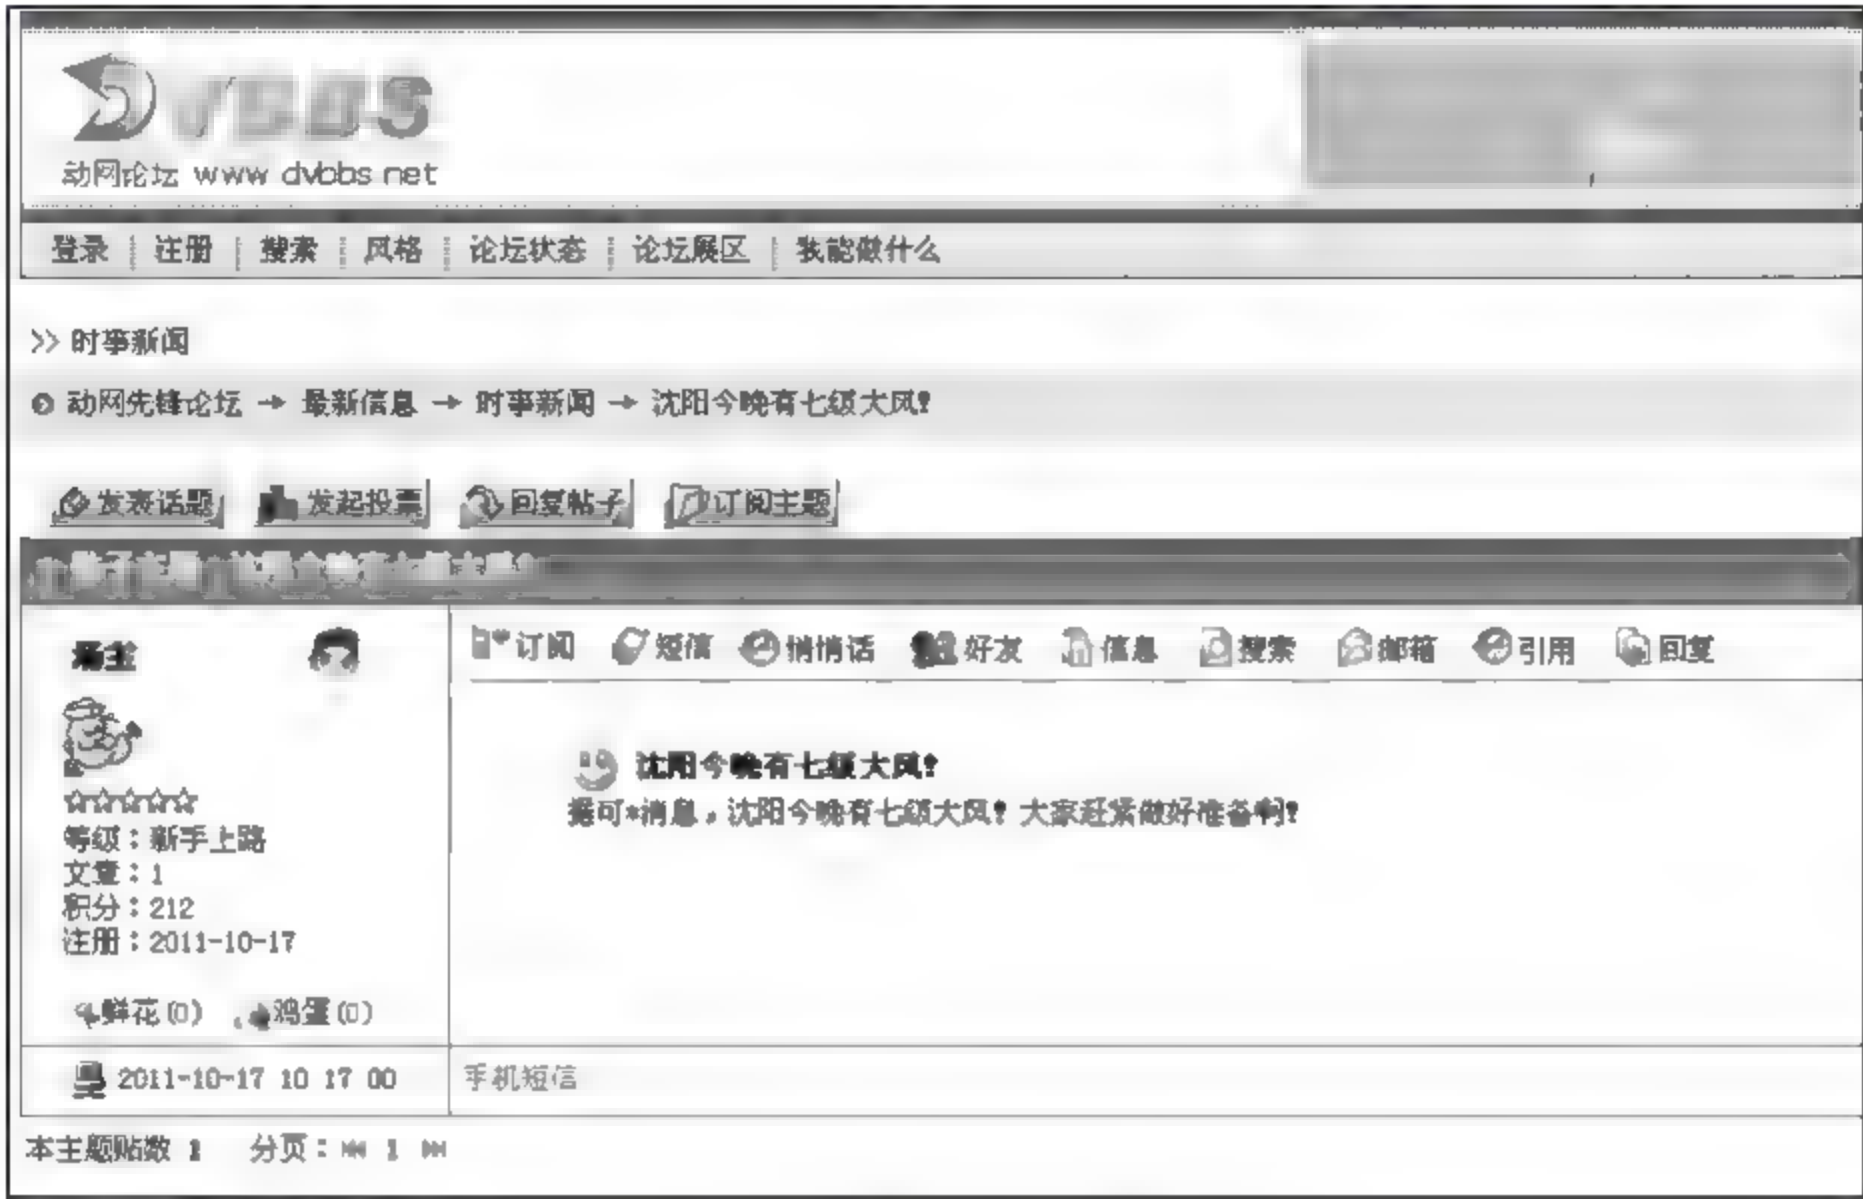 DVBBS
动网论坛 www dvbbs net
登录 注册 搜索 风格 论坛状态 论坛展区 我能做什么
>> 时事新闻
动网先锋论坛 → 最新信息 → 时事新闻 → 沈阳今晚有七级大风!
发表话题 发起投票 回复帖子 订阅主题
订阅 短信 悄悄话 好友 信息 搜索 邮箱 引用 回复
沈阳今晚有七级大风!
据可*消息,沈阳今晚有七级大风!大家赶紧做好准备啊!
等级:新手上路
文章:1
积分:212
注册:2011-10-17
鲜花(0) 鸡蛋(0)
2011-10-17 10 17 00 手机短信
本主题贴数 1 分页: 1